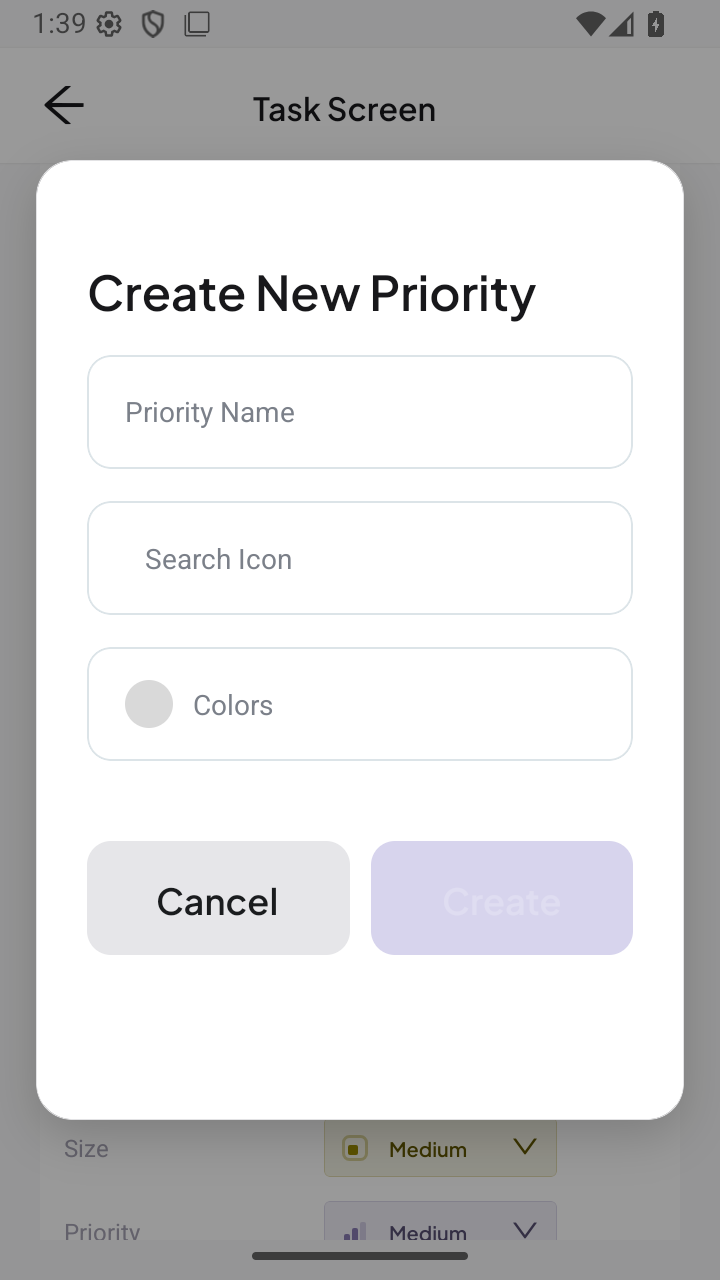 1:39
Task Screen
Create New Priority
Priority Name
Search Icon
Colors
Cancel
Create
Size
Medium
Priority
Medium